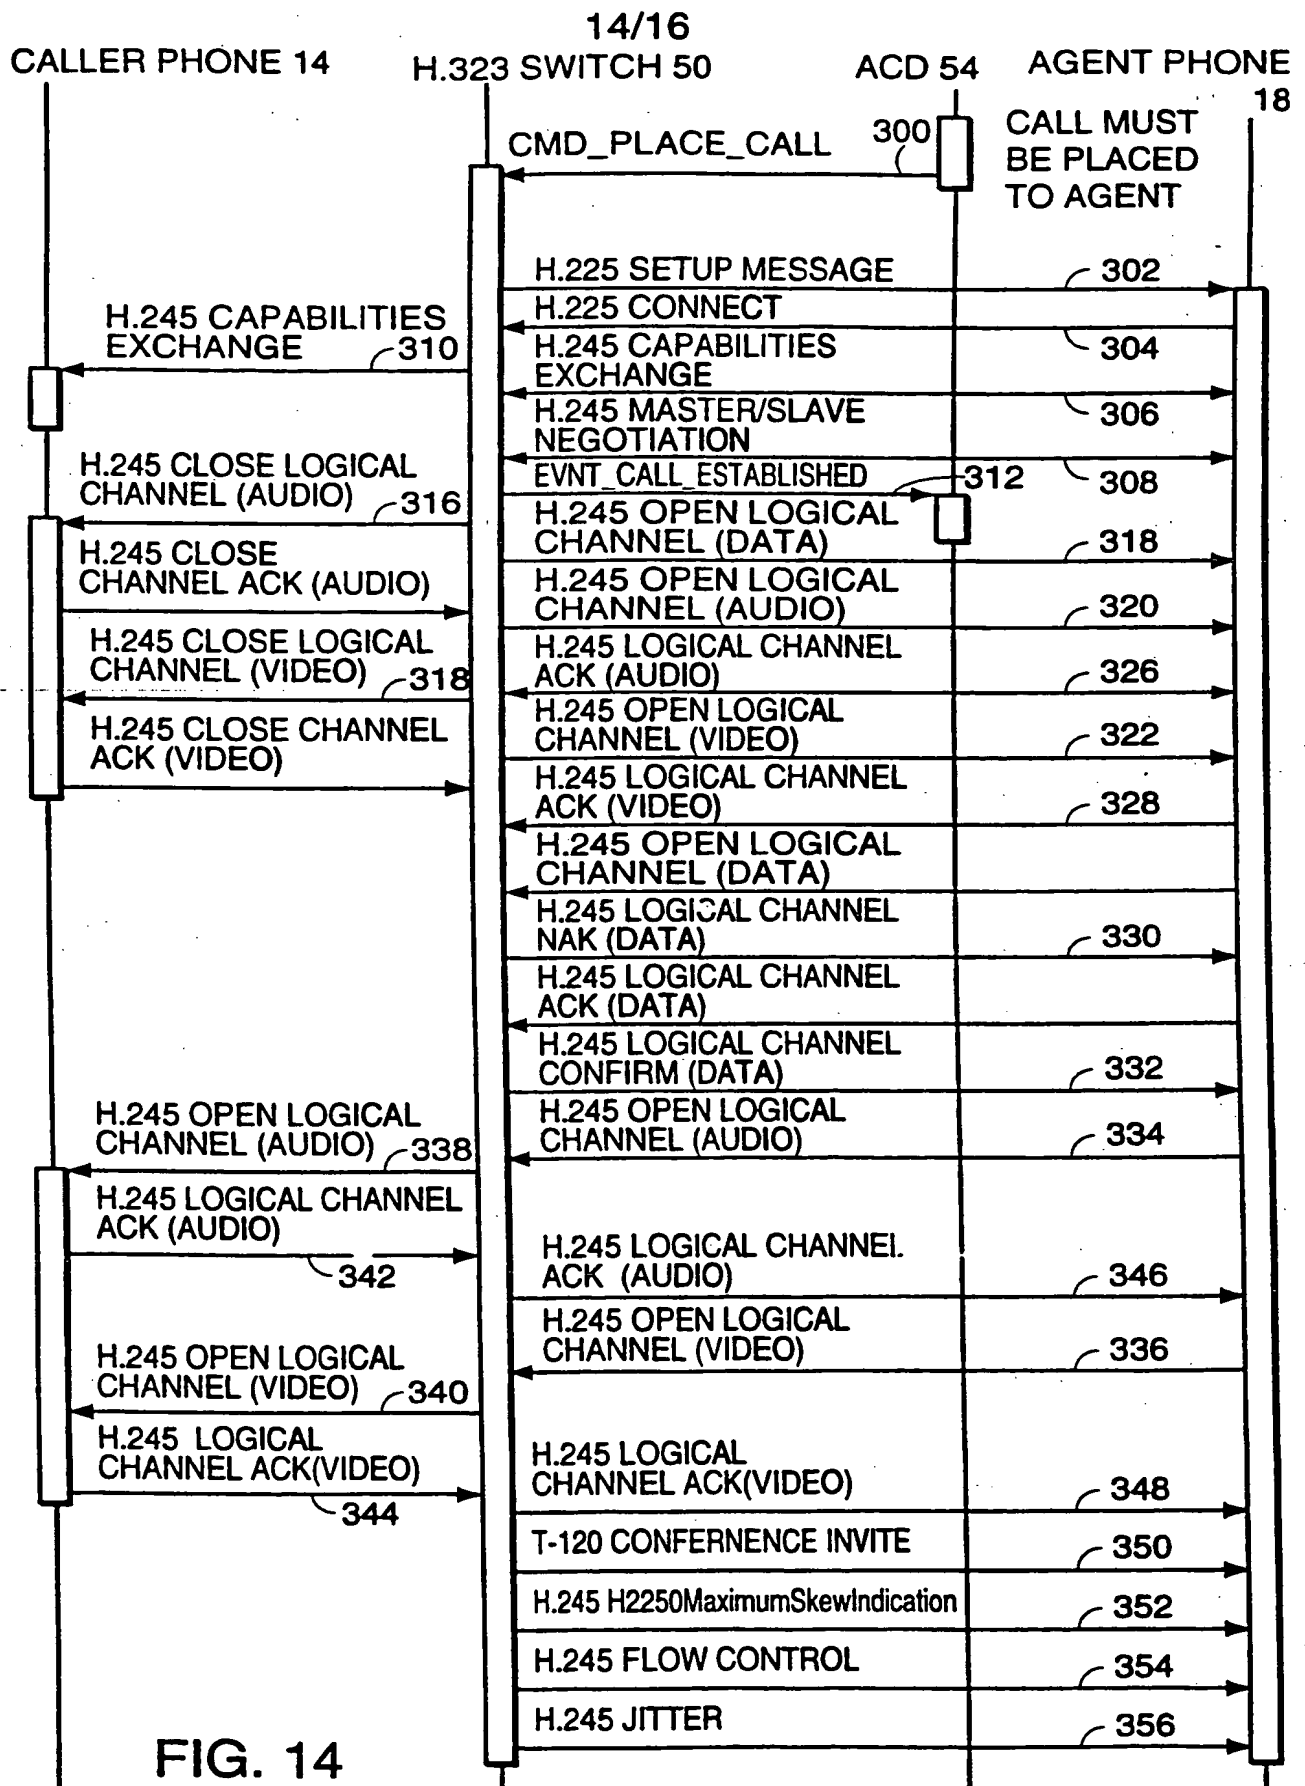 14/16
CALLER PHONE 14
H.323 SWITCH 50
ACD 54
AGENT PHONE
18
CMD_PLACE_CALL
300
CALL MUST
BE PLACED
TO AGENT
H.225 SETUP MESSAGE
302
H.225 CONNECT
304
H.245 CAPABILITIES
EXCHANGE
310
H.245 CAPABILITIES
EXCHANGE
306
H.245 MASTER/SLAVE
NEGOTIATION
308
EVNT_CALL_ESTABLISHED
312
H.245 CLOSE LOGICAL
CHANNEL (AUDIO)
316
H.245 OPEN LOGICAL
CHANNEL (DATA)
318
H.245 CLOSE
CHANNEL ACK (AUDIO)
H.245 OPEN LOGICAL
CHANNEL (AUDIO)
320
H.245 CLOSE LOGICAL
CHANNEL (VIDEO)
318
H.245 LOGICAL CHANNEL
ACK (AUDIO)
326
H.245 CLOSE CHANNEL
ACK (VIDEO)
H.245 OPEN LOGICAL
CHANNEL (VIDEO)
322
H.245 LOGICAL CHANNEL
ACK (VIDEO)
328
H.245 OPEN LOGICAL
CHANNEL (DATA)
H.245 LOGICAL CHANNEL
NAK (DATA)
330
H.245 LOGICAL CHANNEL
ACK (DATA)
H.245 LOGICAL CHANNEL
CONFIRM (DATA)
332
H.245 OPEN LOGICAL
CHANNEL (AUDIO)
338
H.245 OPEN LOGICAL
CHANNEL (AUDIO)
334
H.245 LOGICAL CHANNEL
ACK (AUDIO)
342
H.245 LOGICAL CHANNEL
ACK (AUDIO)
346
H.245 OPEN LOGICAL
CHANNEL (VIDEO)
336
H.245 OPEN LOGICAL
CHANNEL (VIDEO)
340
H.245 LOGICAL
CHANNEL ACK(VIDEO)
344
H.245 LOGICAL
CHANNEL ACK(VIDEO)
348
T-120 CONFERNENCE INVITE
350
H.245 H2250MaximumSkewIndication
352
H.245 FLOW CONTROL
354
H.245 JITTER
356
FIG. 14